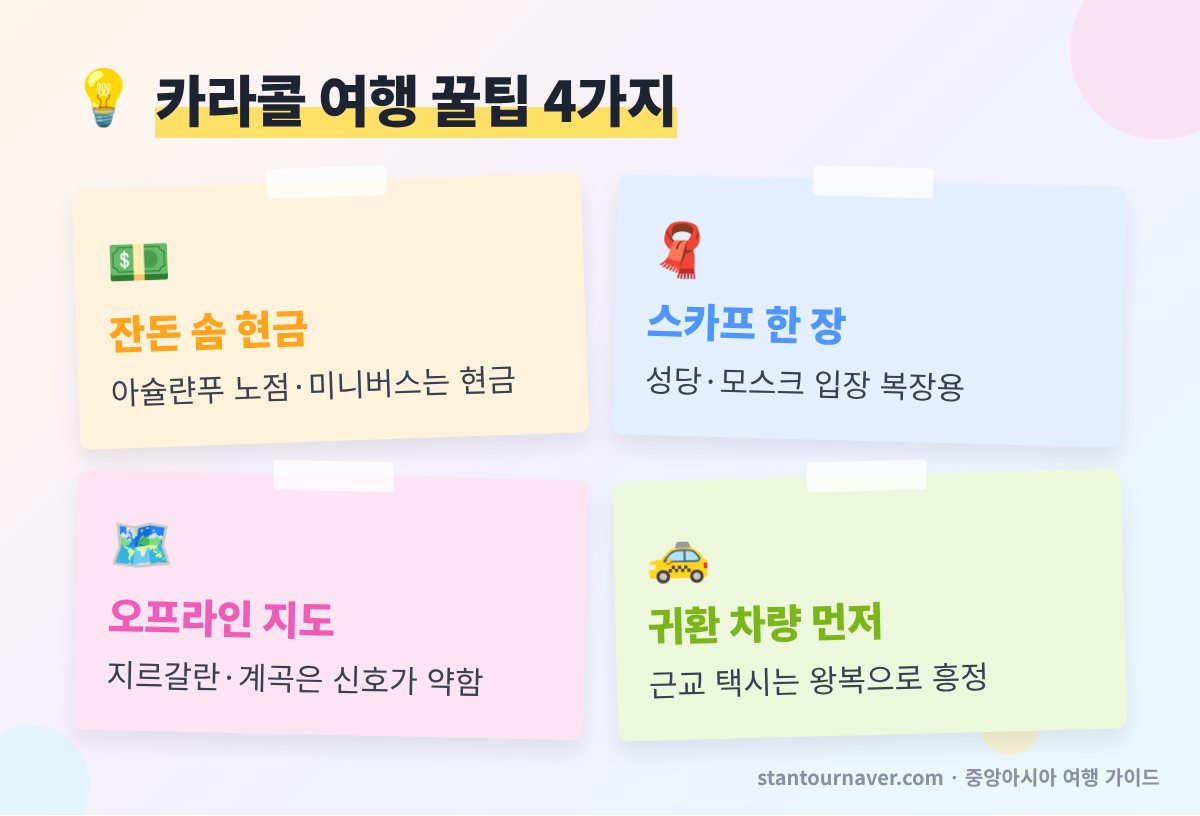 카라콜 여행 꿀팁 4가지
잔돈 솜 현금
아슐랸푸 노점·미니버스는 현금
스카프 한 장
성당·모스크 입장 복장용
오프라인 지도
지르갈란·계곡은 신호가 약함
귀환 차량 먼저
근교 택시는 왕복으로 흥정
stantournaver.com · 중앙아시아 여행 가이드